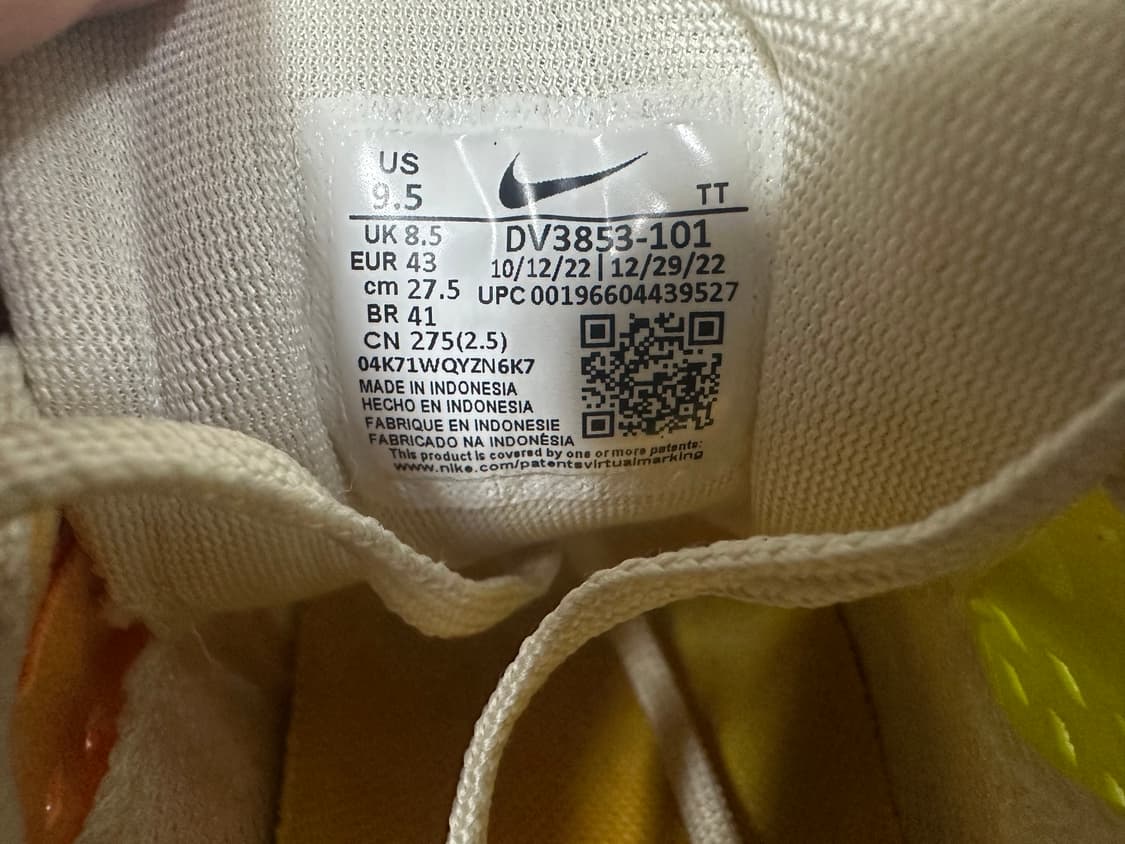 US
9.5
TT
UK 8.5
EUR 43
cm 27.5
BR 41
CN 275(2.5)
DV3853-101
10/12/22 | 12/29/22
UPC 00196604439527
04K71WQYZN6K7
MADE IN INDONESIA
HECHO EN INDONESIA
FABRIQUE EN INDONESIE
FABRICADO NA INDONÉSIA
This product is covered by one or more patents:
www.nike.com/patentsvirtualmarking